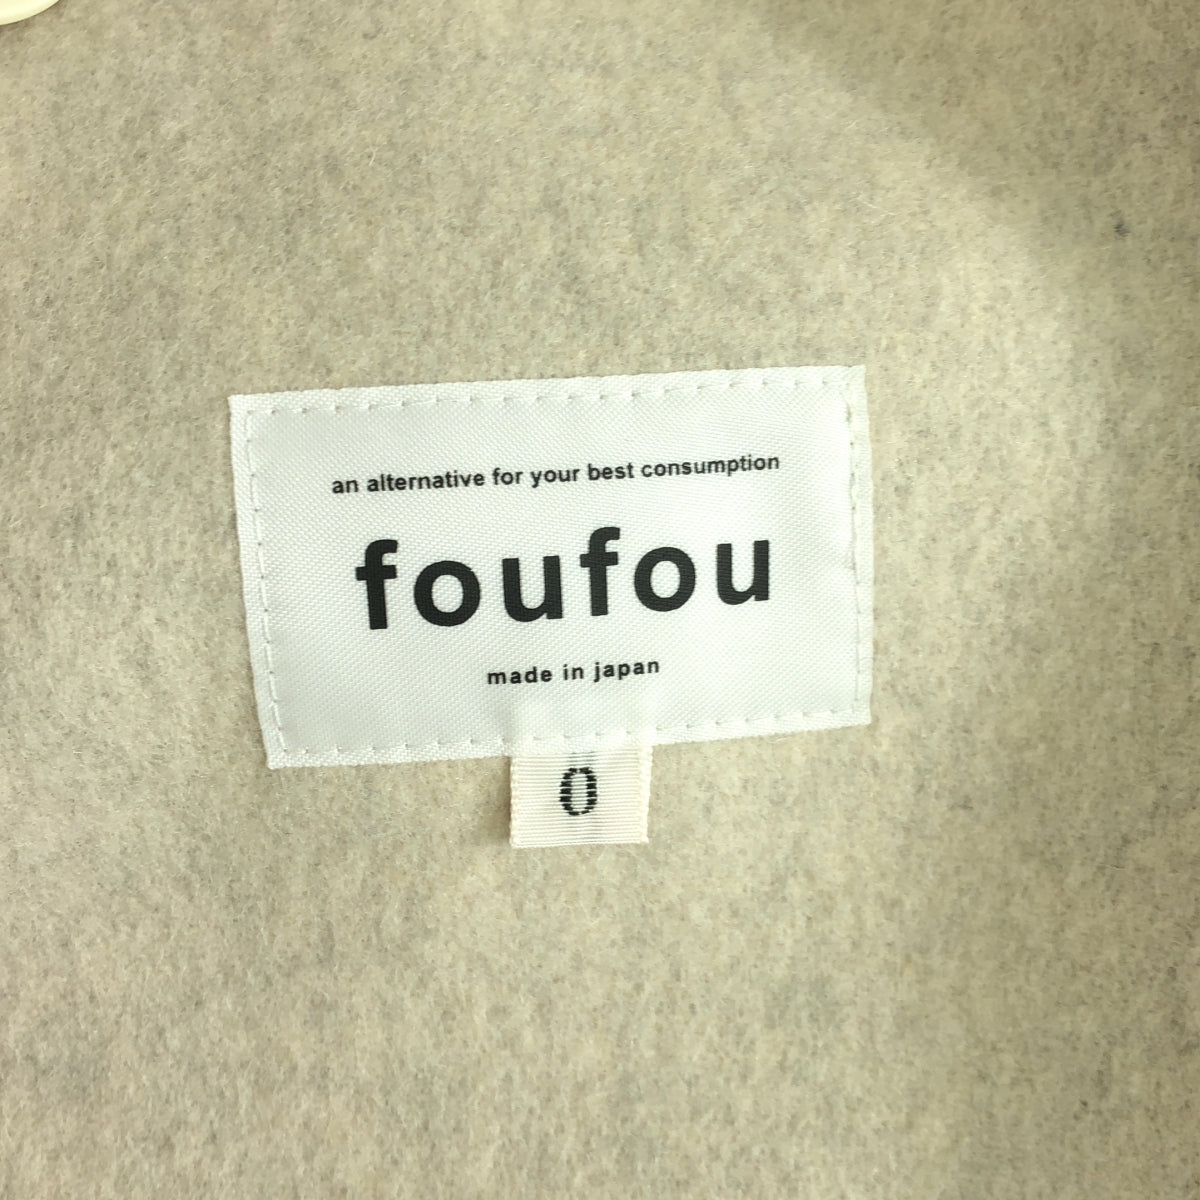 an alternative for your best consumption
foufou
made in japan
0